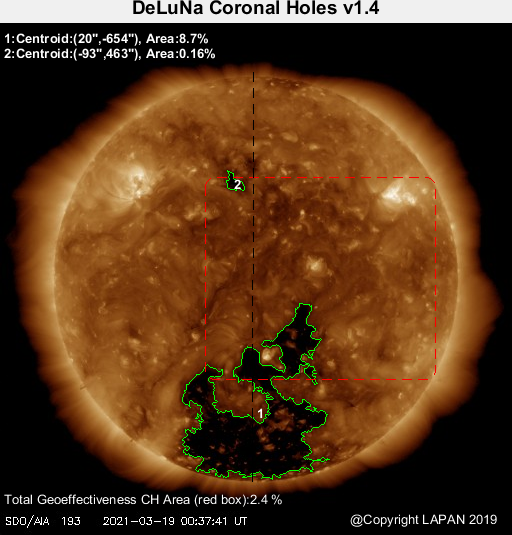 DeLuNa Coronal Holes v1.4
1:Centroid:(20",-654"), Area:8.7%
2:Centroid:(-93",463"), Area:0.16%
2
1
Total Geoeffectiveness CH Area (red box):2.4 %
SDO/AIA 193 2021-03-19 00:37:41 UT
@Copyright LAPAN 2019